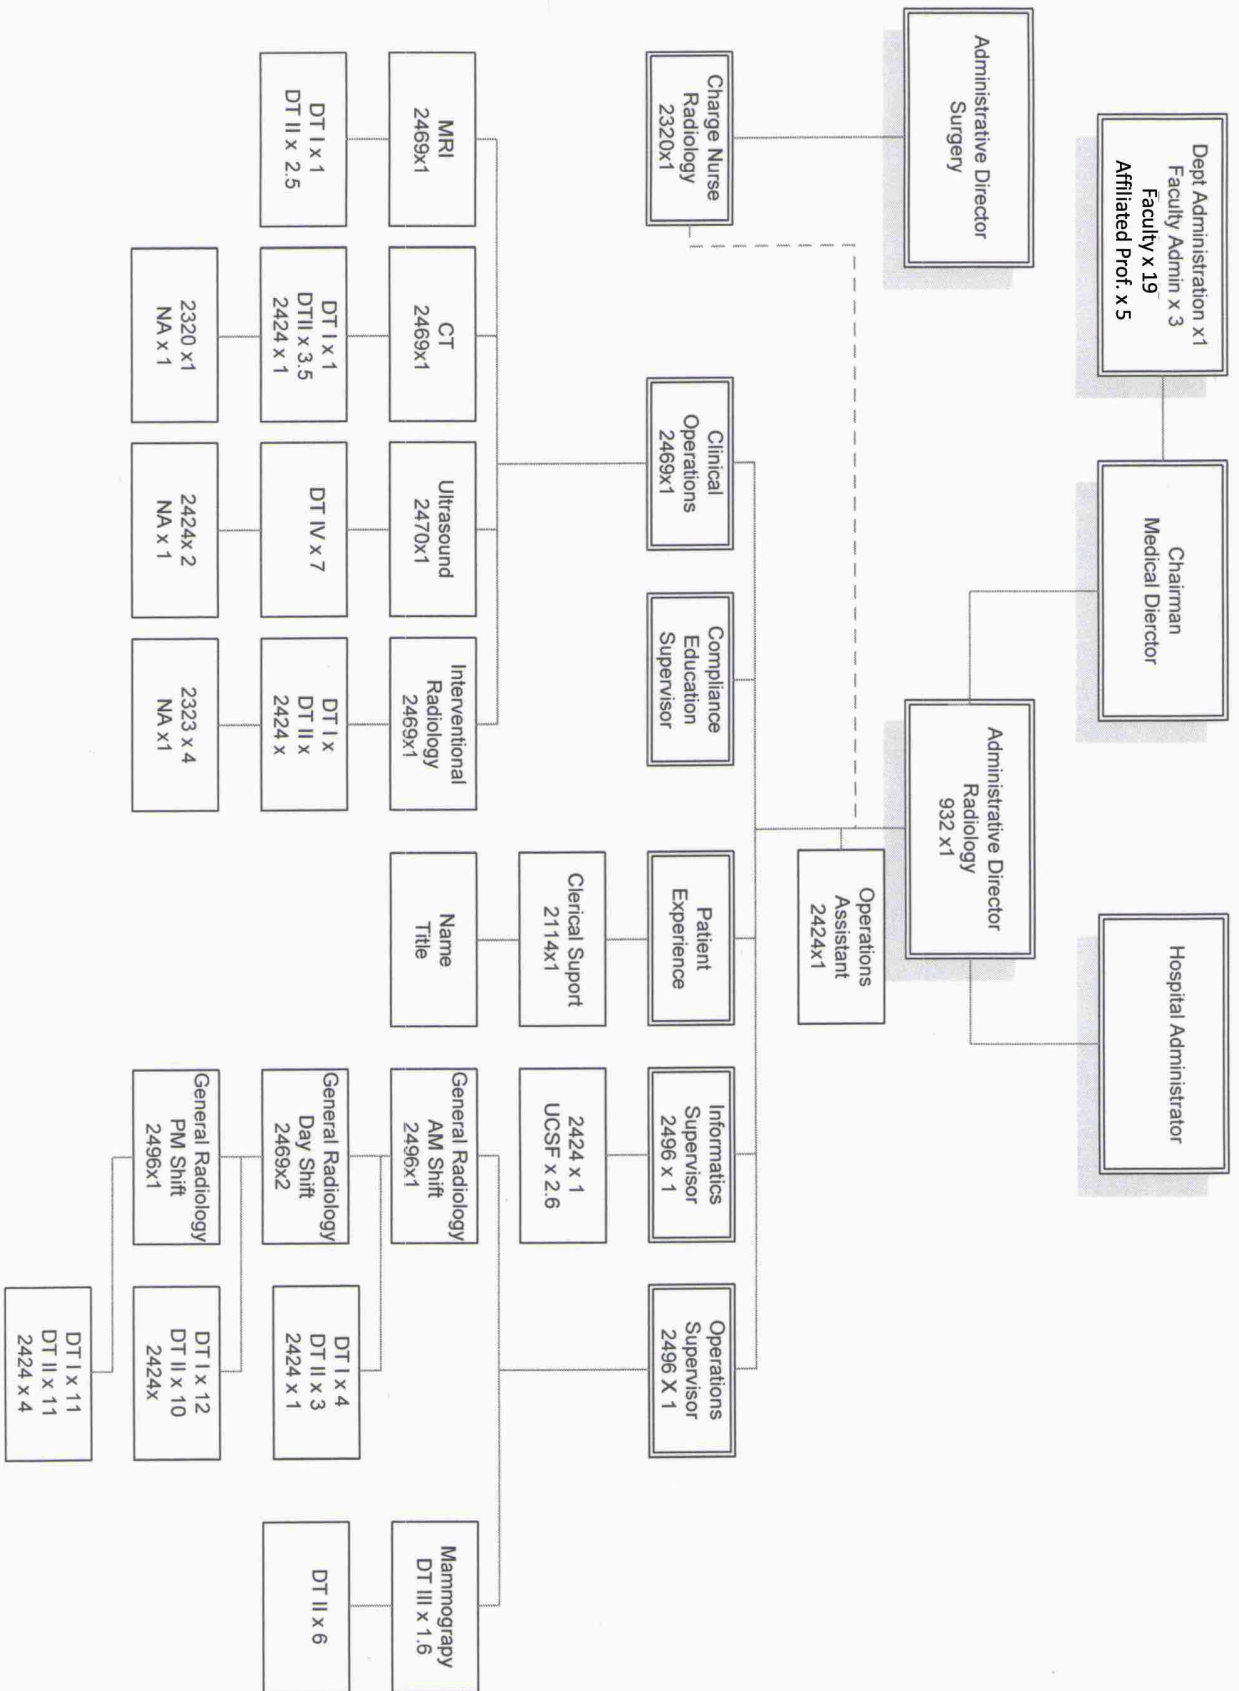 Dept Administration x1
Faculty Admin x 3
Faculty x 19
Affiliated Prof. x 5
Chairman
Medical Dierctor
Hospital Administrator
Administrative Director
Surgery
Administrative Director
Radiology
932 x1
Operations
Assistant
2424x1
Charge Nurse
Radiology
2320x1
Clinical
Operations
2469x1
Compliance
Education
Supervisor
Patient
Experience
Informatics
Supervisor
2496 x 1
Operations
Supervisor
2496 X 1
Clerical Suport
2114x1
2424 x 1
UCSF x 2.6
MRI
2469x1
CT
2469x1
Ultrasound
2470x1
Interventional
Radiology
2469x1
Name
Title
General Radiology
AM Shift
2496x1
Mammograpy
DT III x 1.6
DT I x 1
DT II x 2.5
DT I x 1
DTII x 3.5
2424 x 1
DT IV x 7
DT I x
DT II x
2424 x
General Radiology
Day Shift
2469x2
DT I x 4
DT II x 3
2424 x 1
DT II x 6
2320 x1
NA x 1
2424x 2
NA x 1
2323 x 4
NA x1
General Radiology
PM Shift
2496x1
DT I x 12
DT II x 10
2424x
DT I x 11
DT II x 11
2424 x 4